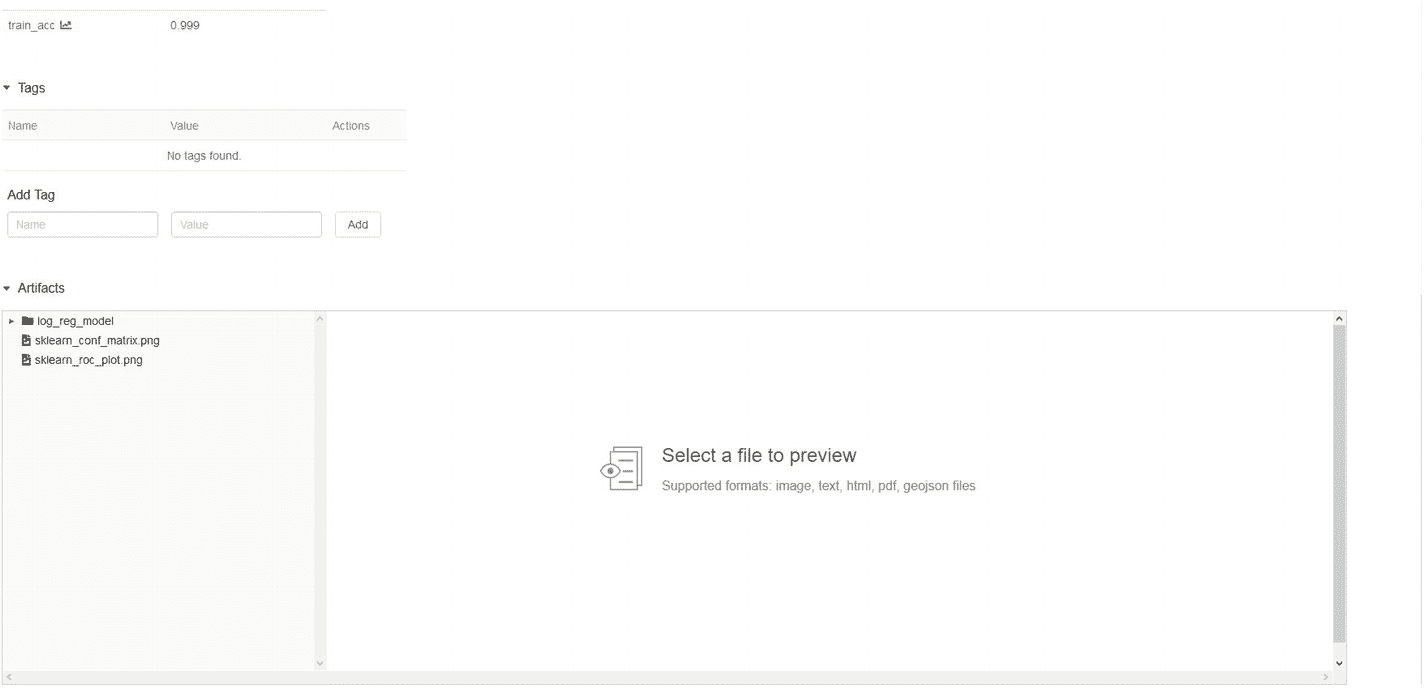 train_acc 0.999
Tags
Name Value Actions
No tags found.
Add Tag
Name Value Add
Artifacts
log_reg_model
sklearn_conf_matrix.png
sklearn_roc_plot.png
Select a file to preview
Supported formats: image, text, html, pdf, geojson files